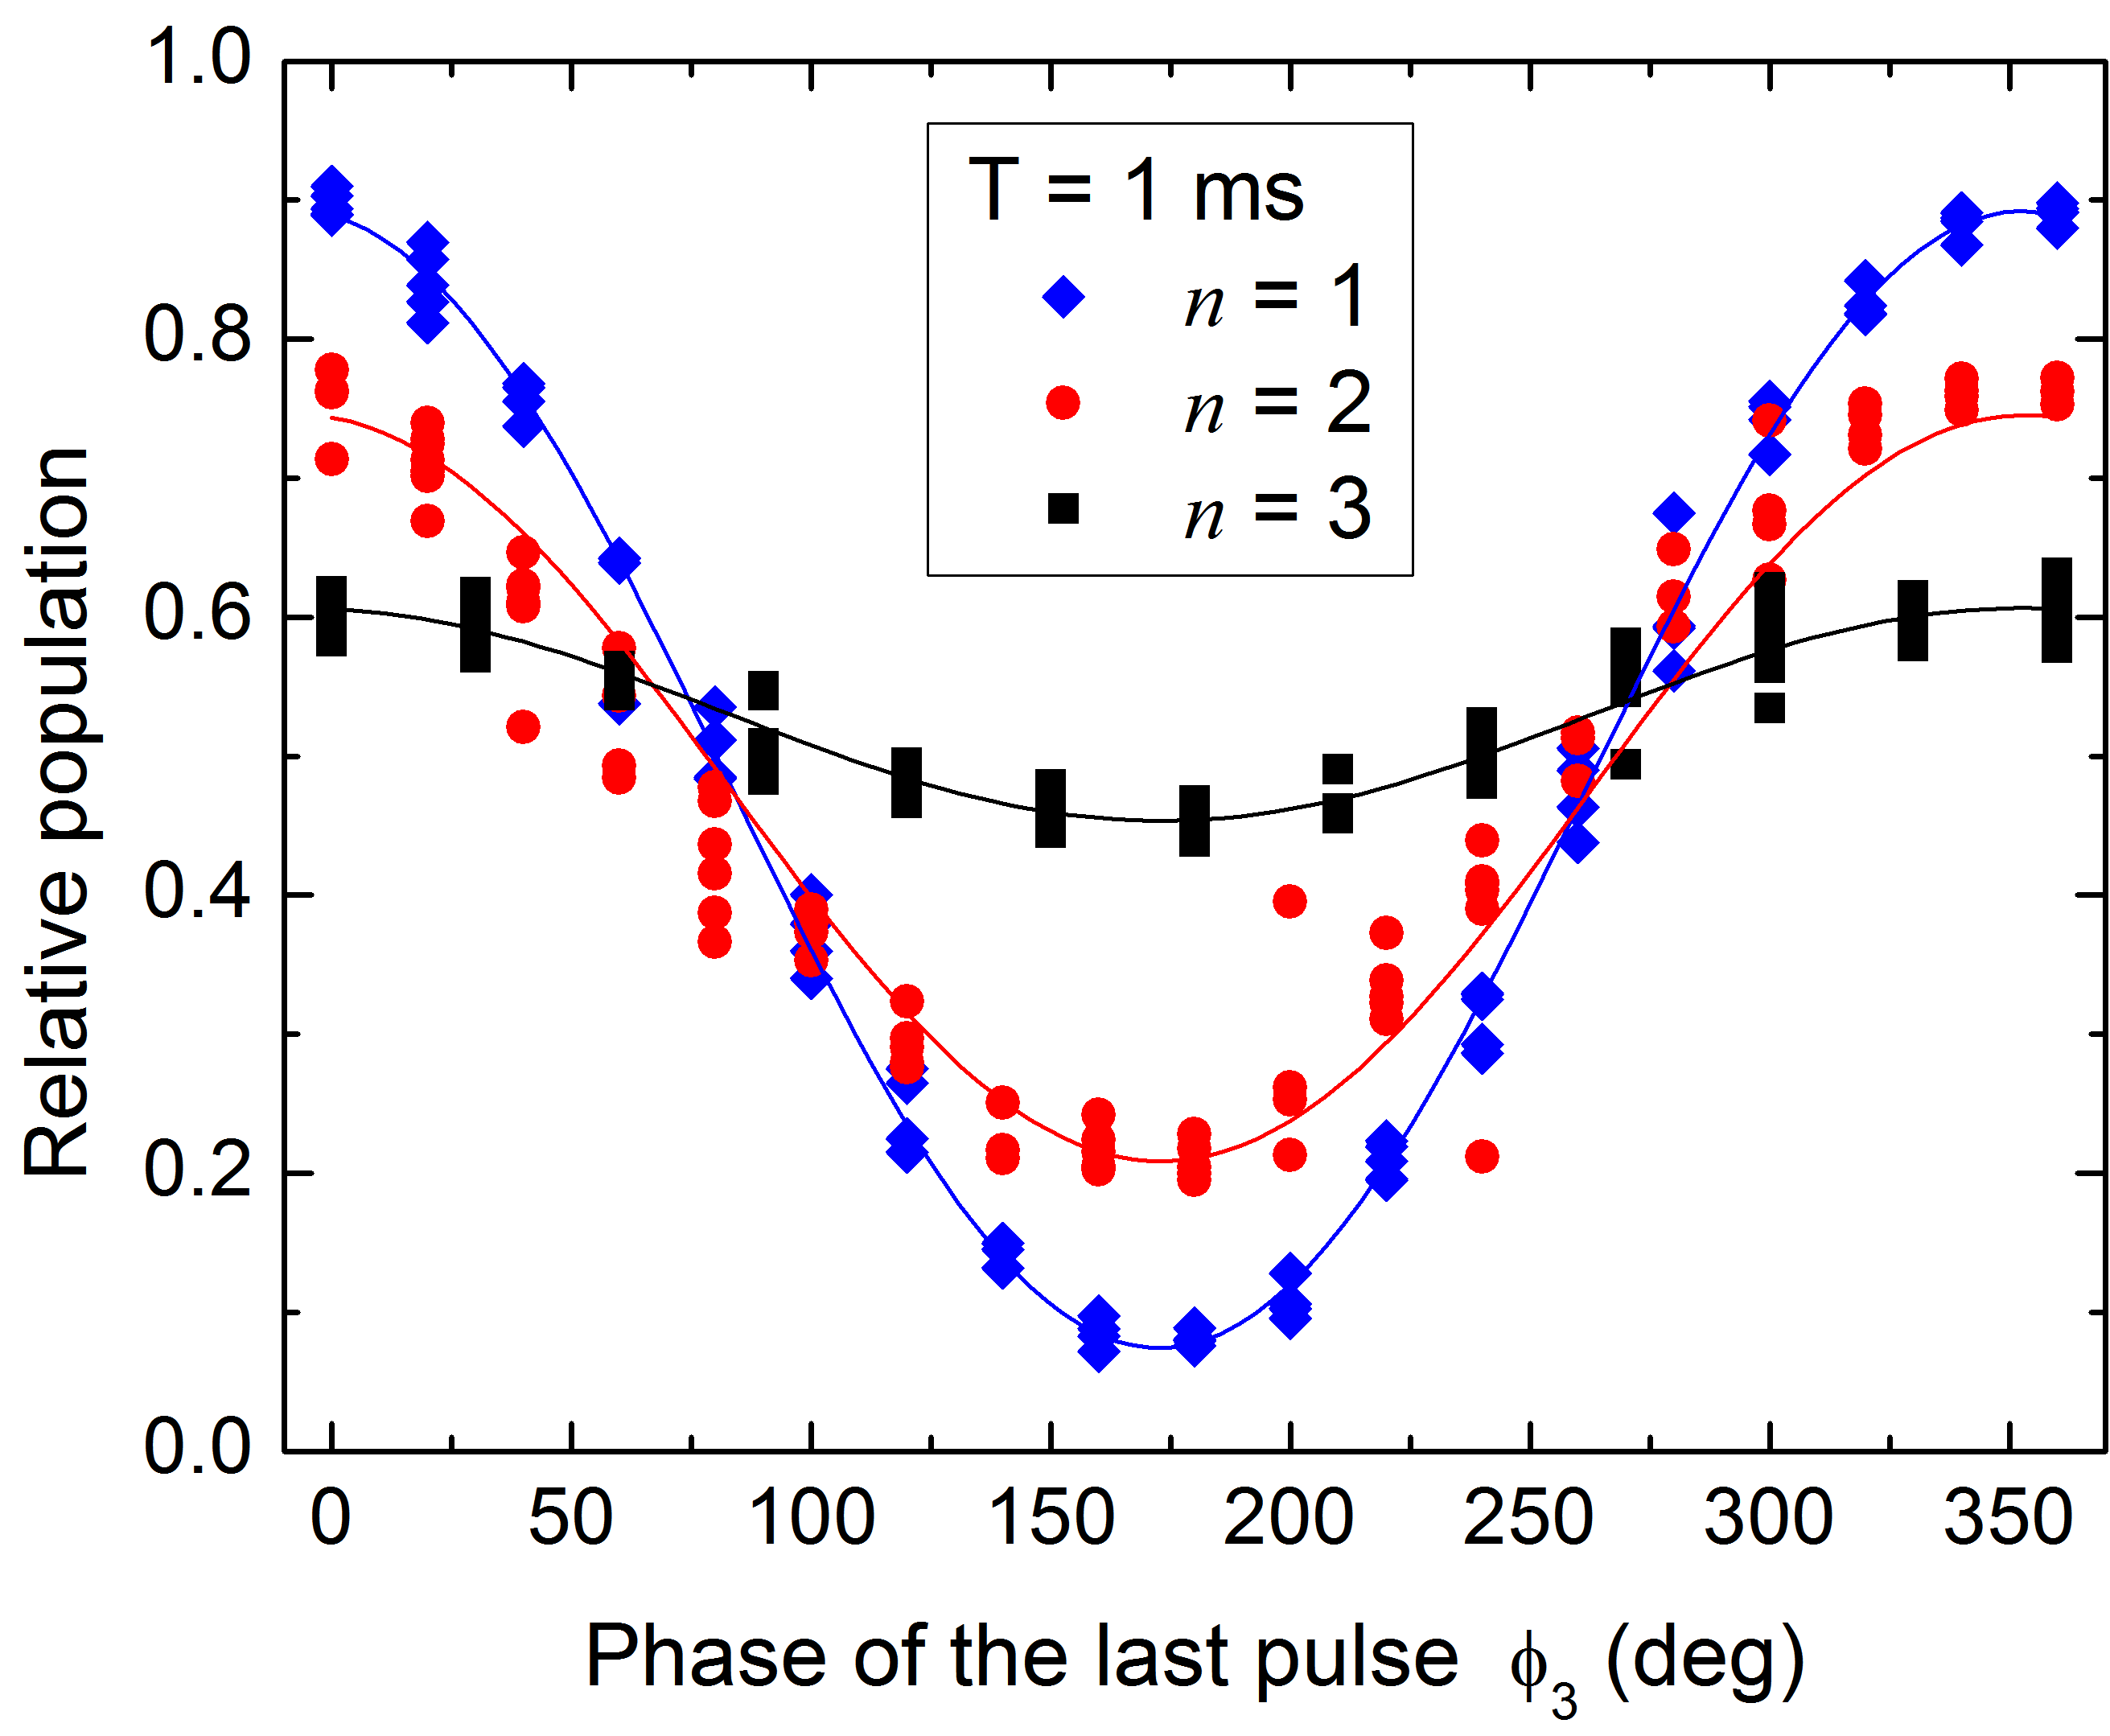 1.0
0.8
0.6
0.4
0.2
0.0
Relative population
T = 1 ms
n = 1
n = 2
n = 3
0 50 100 150 200 250 300 350
Phase of the last pulse ϕ₃ (deg)